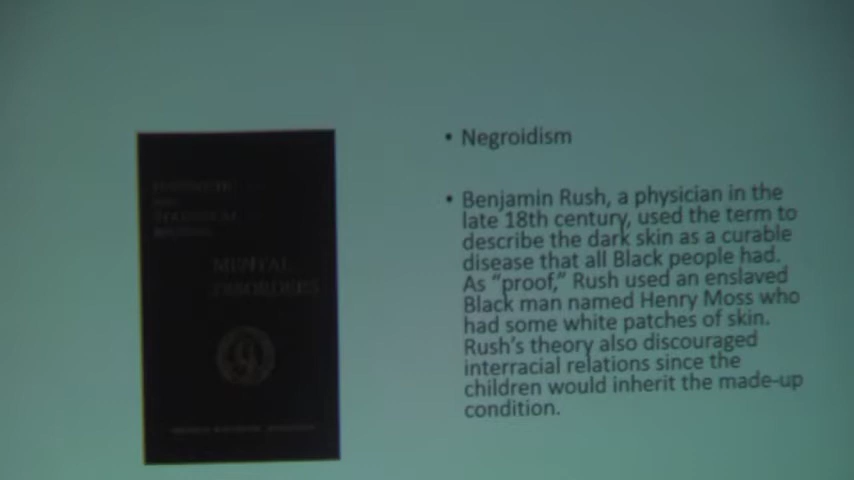 MENTAL
DISORDERS
• Negroidism
• Benjamin Rush, a physician in the
late 18th century, used the term to
describe the dark skin as a curable
disease that all Black people had.
As “proof,” Rush used an enslaved
Black man named Henry Moss who
had some white patches of skin.
Rush’s theory also discouraged
interracial relations since the
children would inherit the made-up
condition.